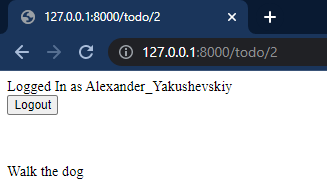 127.0.0.1:8000/todo/2
127.0.0.1:8000/todo/2
Logged In as Alexander_Yakushevskiy
Logout
Walk the dog